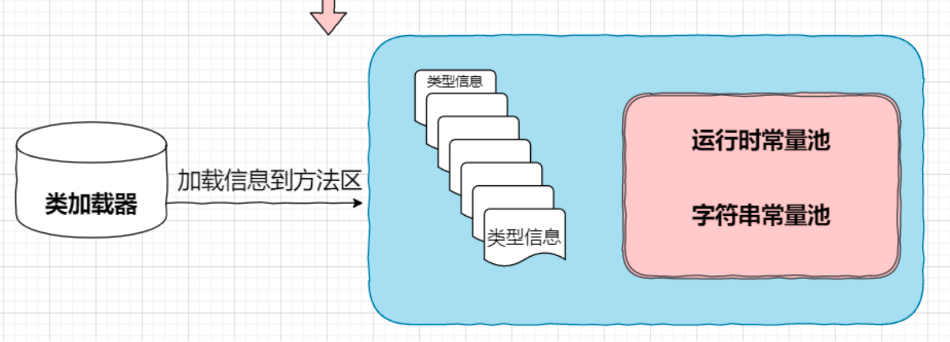 类型信息
运行时常量池
加载信息到方法区
类加载器
字符串常量池
类型信息